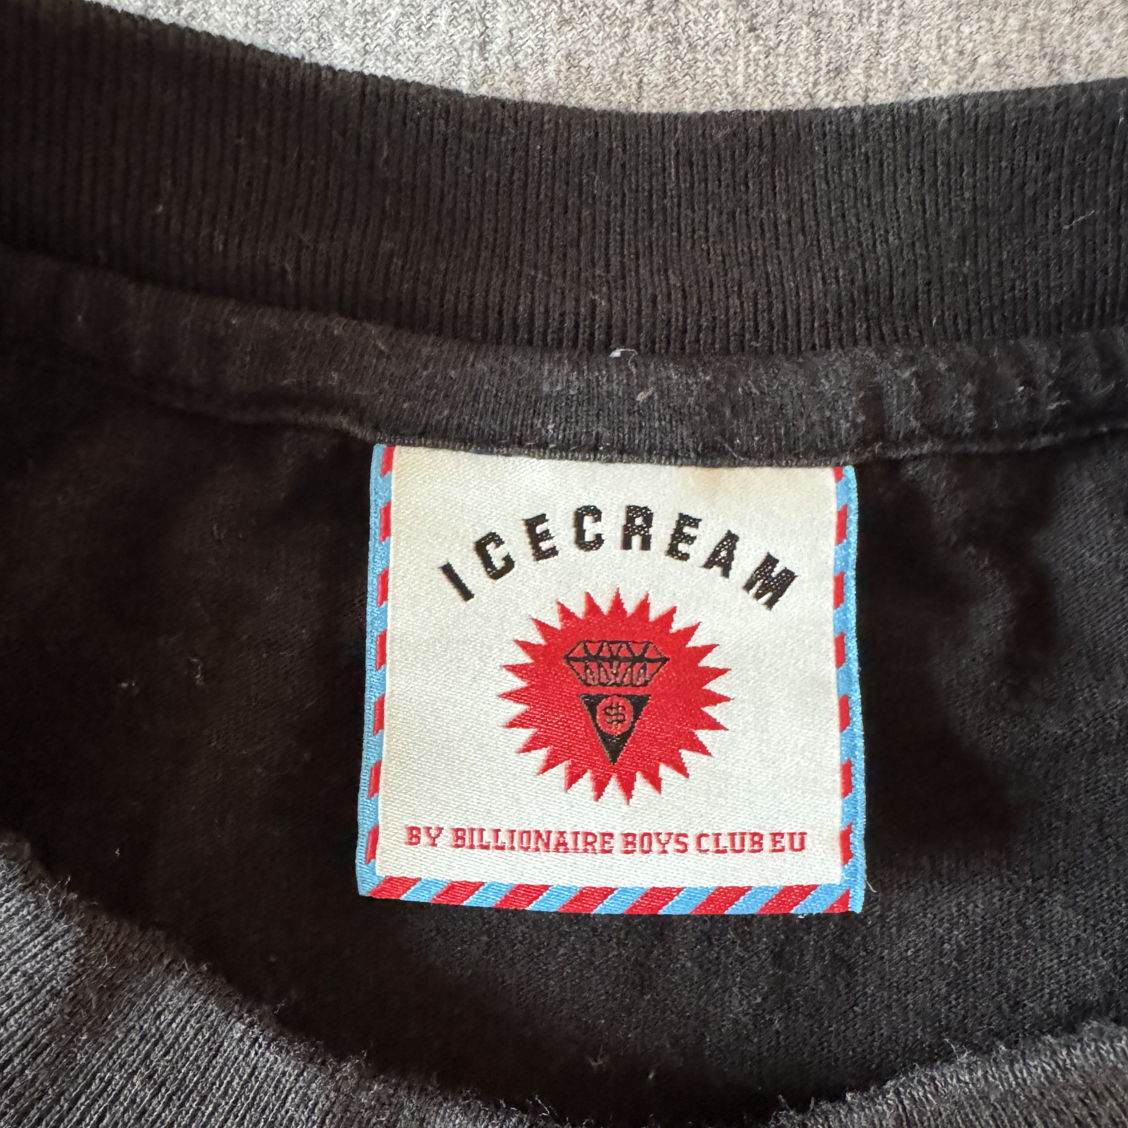 ICECREAM
$
BY BILLIONAIRE BOYS CLUB EU